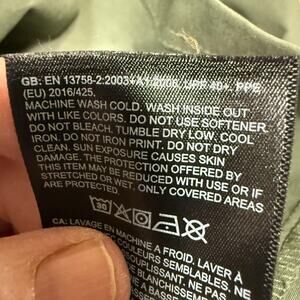 GB: EN 13758-2:2003+A1:2006, UPF 40+, PPE
(EU) 2016/425.
MACHINE WASH COLD. WASH INSIDE OUT
WITH LIKE COLORS. DO NOT USE SOFTENER.
DO NOT BLEACH. TUMBLE DRY LOW. COOL
IRON. DO NOT IRON PRINT. DO NOT DRY
CLEAN. SUN EXPOSURE CAUSES SKIN
DAMAGE. THE PROTECTION OFFERED BY
THIS ITEM MAY BE REDUCED IF
STRETCHED OR WET. ONLY COVERED AREAS
ARE PROTECTED.
30
CA: LAVAGE EN MACHINE A FROID. LAVER À
COULEURS SEMBLABLES.